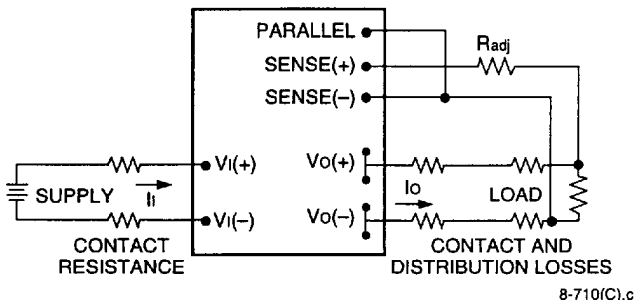 PARALLEL
SENSE(+)
SENSE(–)
Radj
VI(+)
VO(+)
SUPPLY
II
IO
LOAD
VI(–)
VO(–)
CONTACT
RESISTANCE
CONTACT AND
DISTRIBUTION LOSSES
8-710(C).c